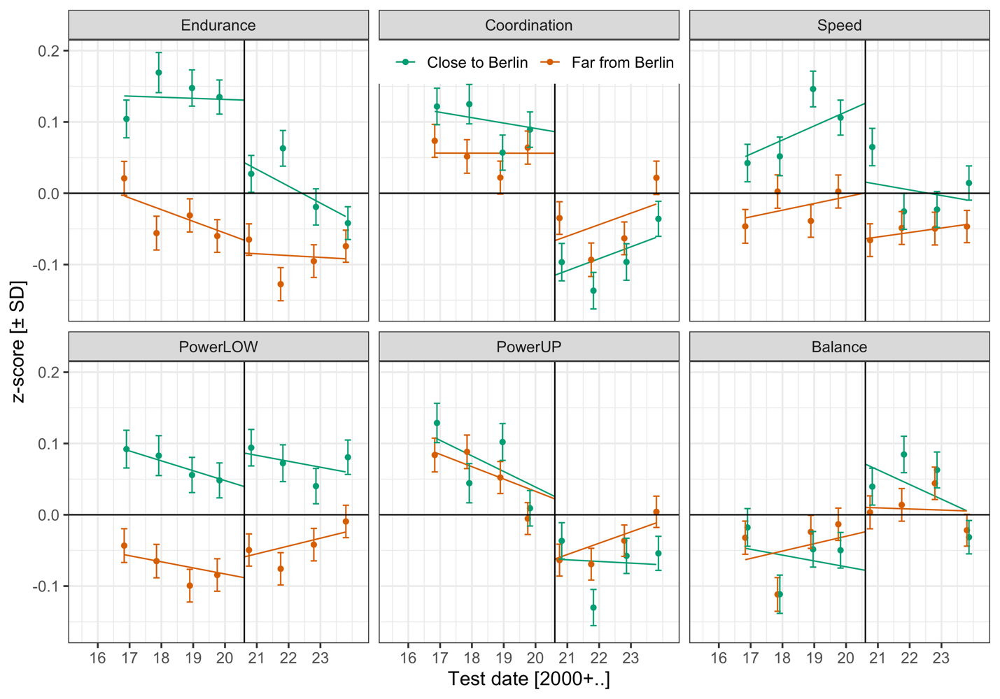 Endurance Coordination Speed
Close to Berlin Far from Berlin
0.2
0.1
0.0
-0.1
z-score [± SD]
PowerLOW PowerUP Balance
0.2
0.1
0.0
-0.1
16 17 18 19 20 21 22 23 16 17 18 19 20 21 22 23 16 17 18 19 20 21 22 23
Test date [2000+..]